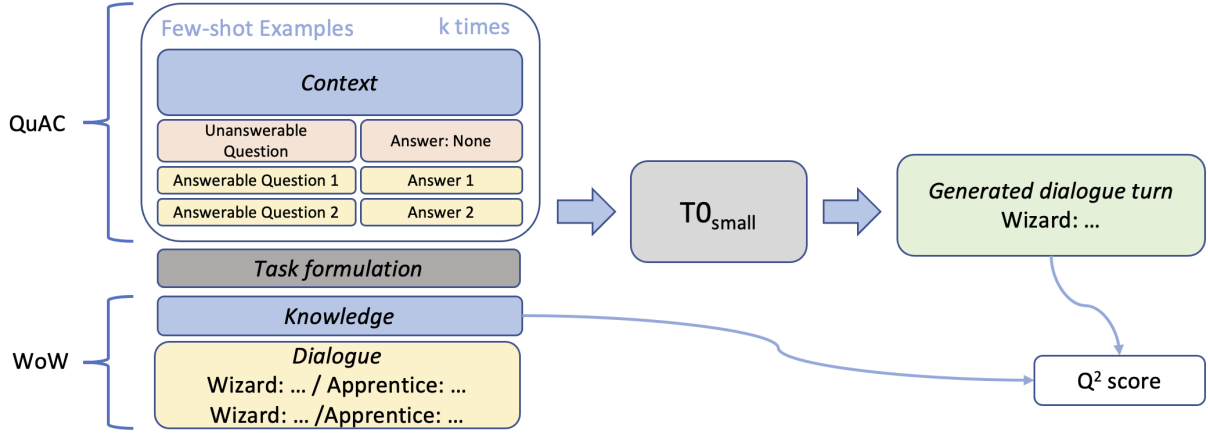 Few-shot Examples k times
Context
QuAC
Unanswerable
Question
Answer: None
Answerable Question 1
Answer 1
Answerable Question 2
Answer 2
T0small
Generated dialogue turn
Wizard: ...
Task formulation
Knowledge
WoW
Dialogue
Wizard: ... / Apprentice: ...
Wizard: ... /Apprentice: ...
Q² score